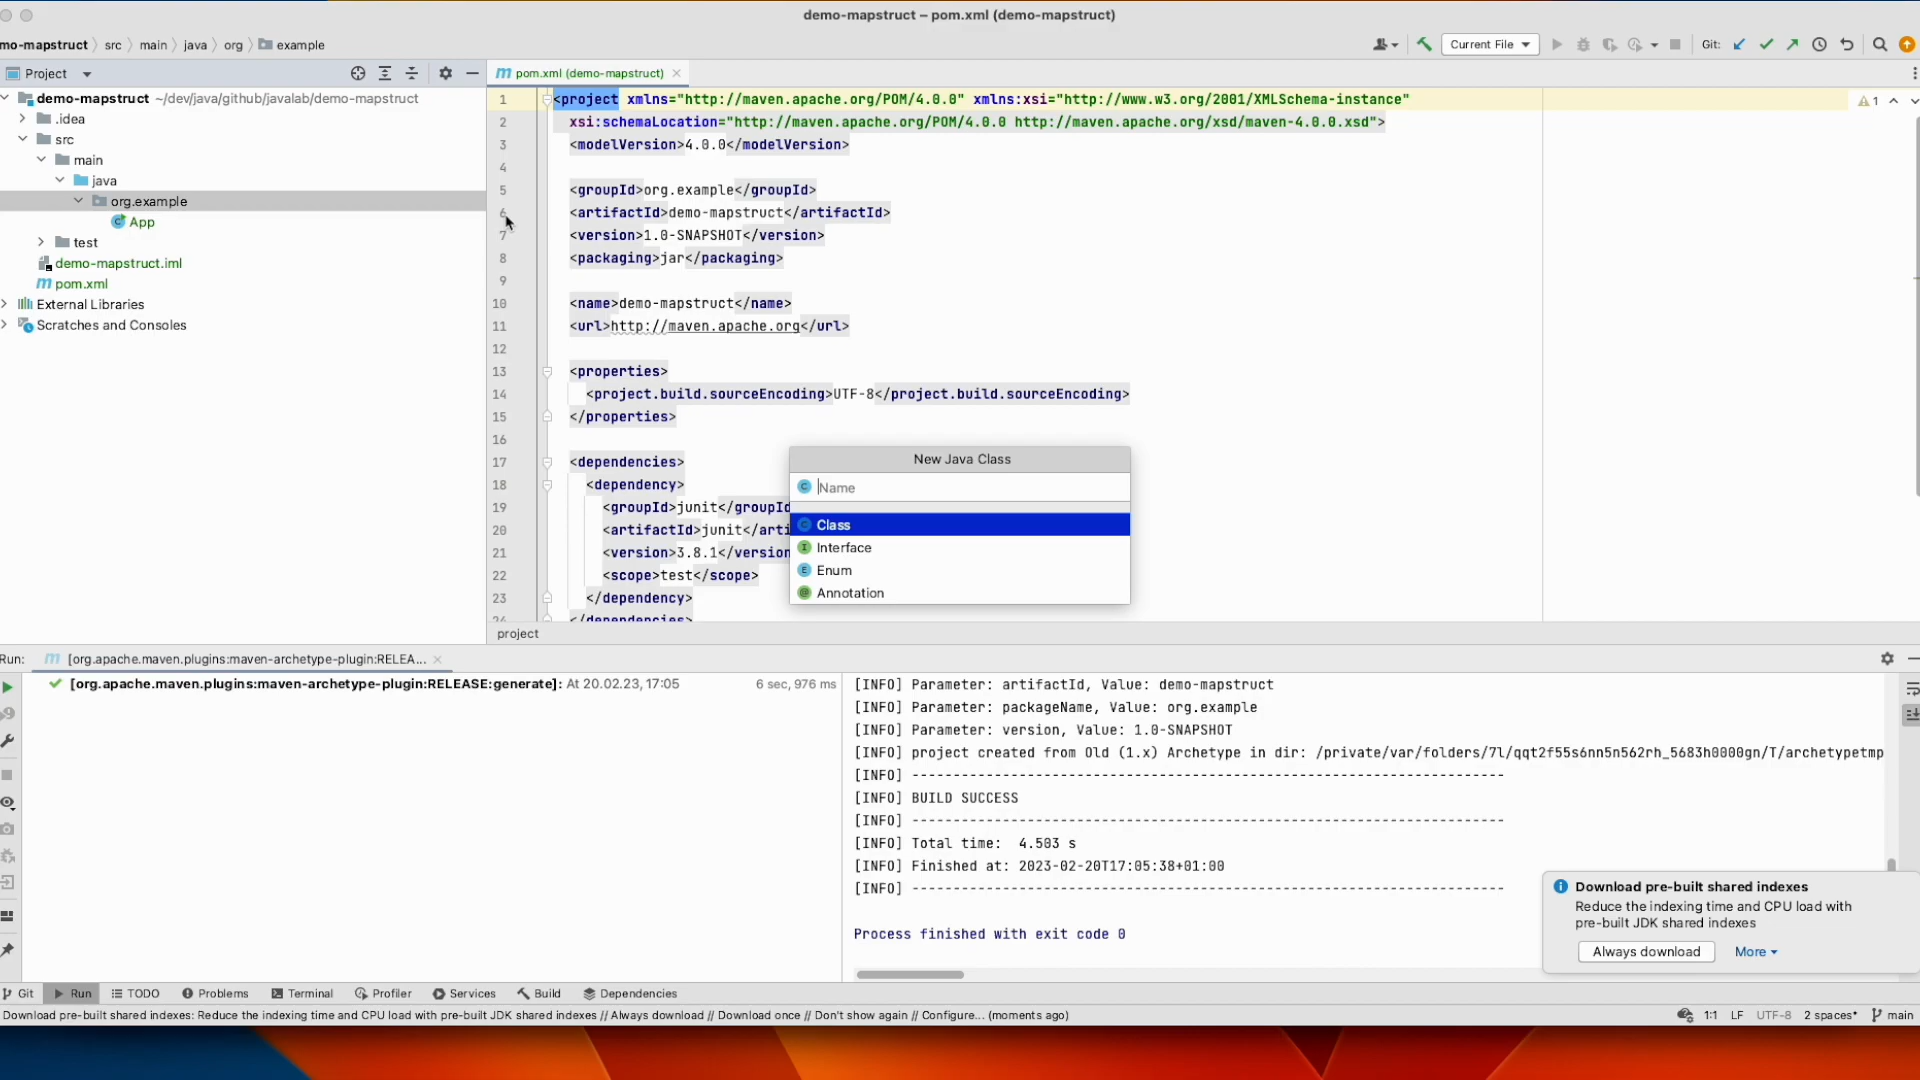 demo-mapstruct – pom.xml (demo-mapstruct)
mo-mapstruct 〉 src 〉 main 〉 java 〉 org 〉 example
Current File
Git:
Project
pom.xml (demo-mapstruct)
demo-mapstruct ~/dev/java/github/javalab/demo-mapstruct
.idea
src
main
java
org.example
App
test
demo-mapstruct.iml
pom.xml
External Libraries
Scratches and Consoles
1 <project xmlns="http://maven.apache.org/POM/4.0.0" xmlns:xsi="http://www.w3.org/2001/XMLSchema-instance"
2 xsi:schemaLocation="http://maven.apache.org/POM/4.0.0 http://maven.apache.org/xsd/maven-4.0.0.xsd">
3 <modelVersion>4.0.0</modelVersion>
4
5 <groupId>org.example</groupId>
6 <artifactId>demo-mapstruct</artifactId>
7 <version>1.0-SNAPSHOT</version>
8 <packaging>jar</packaging>
9
10 <name>demo-mapstruct</name>
11 <url>http://maven.apache.org</url>
12
13 <properties>
14 <project.build.sourceEncoding>UTF-8</project.build.sourceEncoding>
15 </properties>
16
17 <dependencies>
18 <dependency>
19 <groupId>junit</groupId
20 <artifactId>junit</arti
21 <version>3.8.1</version
22 <scope>test</scope>
23 </dependency>
24 </dependencies>
1
New Java Class
Name
Class
Interface
Enum
Annotation
project
Run:
[org.apache.maven.plugins:maven-archetype-plugin:RELEA...
[org.apache.maven.plugins:maven-archetype-plugin:RELEASE:generate]: At 20.02.23, 17:05 6 sec, 976 ms
[INFO] Parameter: artifactId, Value: demo-mapstruct
[INFO] Parameter: packageName, Value: org.example
[INFO] Parameter: version, Value: 1.0-SNAPSHOT
[INFO] project created from Old (1.x) Archetype in dir: /private/var/folders/7l/qqt2f55s6nn5n562rh_5683h0000gn/T/archetypetmp
[INFO] ------------------------------------------------------------------------
[INFO] BUILD SUCCESS
[INFO] ------------------------------------------------------------------------
[INFO] Total time:  4.503 s
[INFO] Finished at: 2023-02-20T17:05:38+01:00
[INFO] ------------------------------------------------------------------------
Process finished with exit code 0
Download pre-built shared indexes
Reduce the indexing time and CPU load with
pre-built JDK shared indexes
Always download More
Git Run TODO Problems Terminal Profiler Services Build Dependencies
Download pre-built shared indexes: Reduce the indexing time and CPU load with pre-built JDK shared indexes // Always download // Download once // Don't show again // Configure... (moments ago)
1:1 LF UTF-8 2 spaces* main